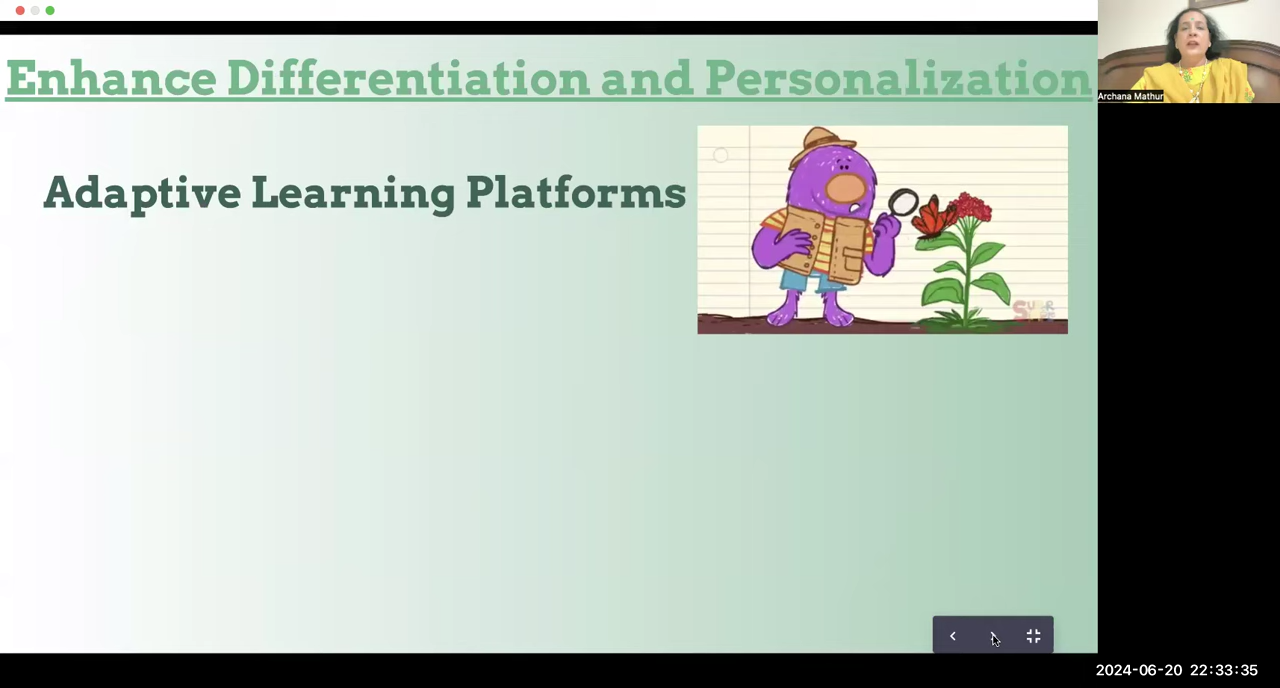 Enhance Differentiation and Personalization
Archana Mathur
Adaptive Learning Platforms
2024-06-20 22:33:35